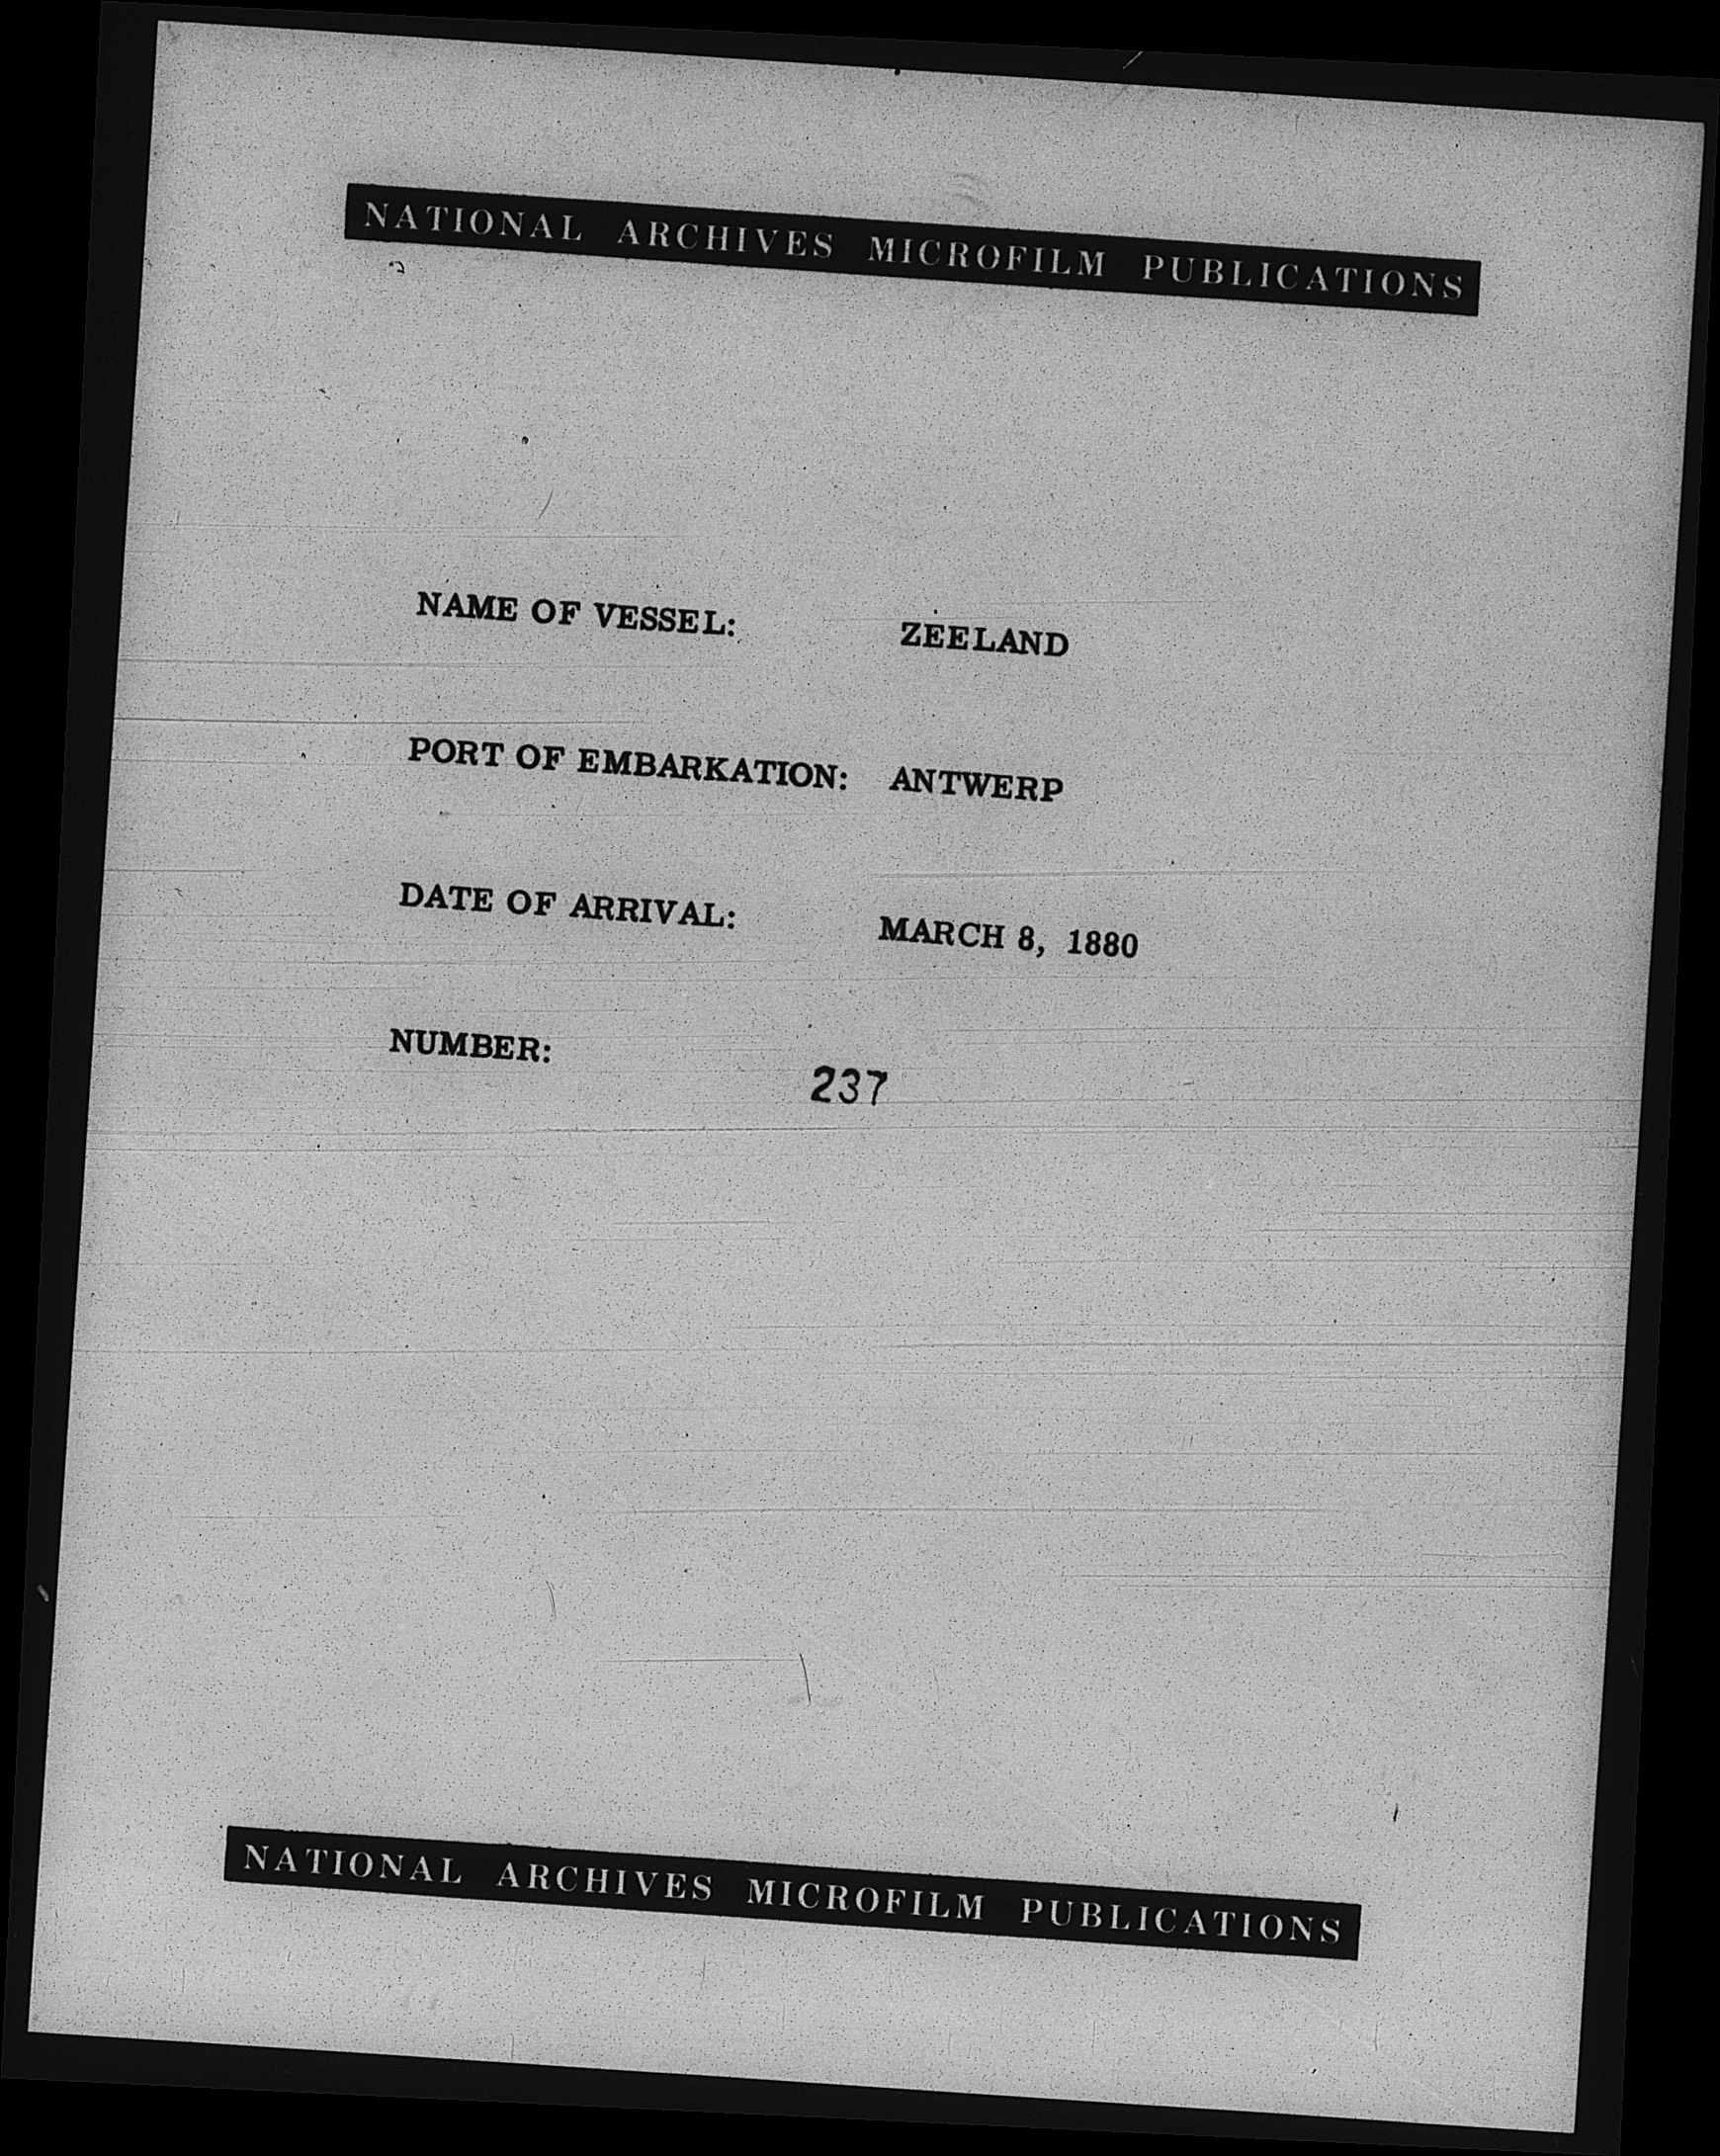 NATIONAL ARCHIVES MICROFILM PUBLICATIONS
NAME OF VESSEL: ZEELAND
PORT OF EMBARKATION: ANTWERP
DATE OF ARRIVAL: MARCH 8, 1880
NUMBER: 237
NATIONAL ARCHIVES MICROFILM PUBLICATIONS